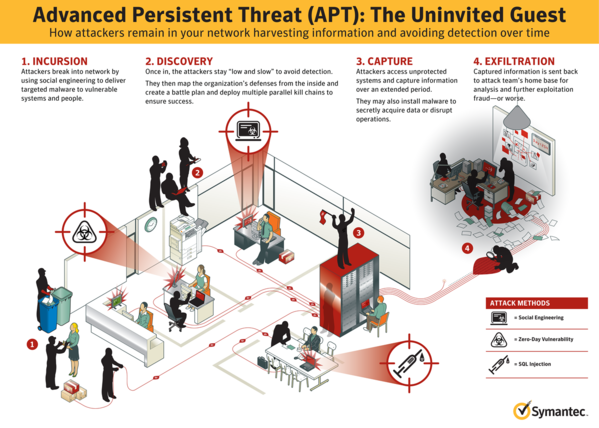 Advanced Persistent Threat (APT): The Uninvited Guest
How attackers remain in your network harvesting information and avoiding detection over time
1. INCURSION
Attackers break into network by
using social engineering to deliver
targeted malware to vulnerable
systems and people.
2. DISCOVERY
Once in, the attackers stay “low and slow” to avoid detection.
They then map the organization’s defenses from the inside and
create a battle plan and deploy multiple parallel kill chains to
ensure success.
3. CAPTURE
Attackers access unprotected
systems and capture information
over an extended period.
They may also install malware to
secretly acquire data or disrupt
operations.
4. EXFILTRATION
Captured information is sent back
to attack team’s home base for
analysis and further exploitation
fraud—or worse.
2
3
4
1
ATTACK METHODS
= Social Engineering
= Zero-Day Vulnerability
= SQL Injection
Symantec.